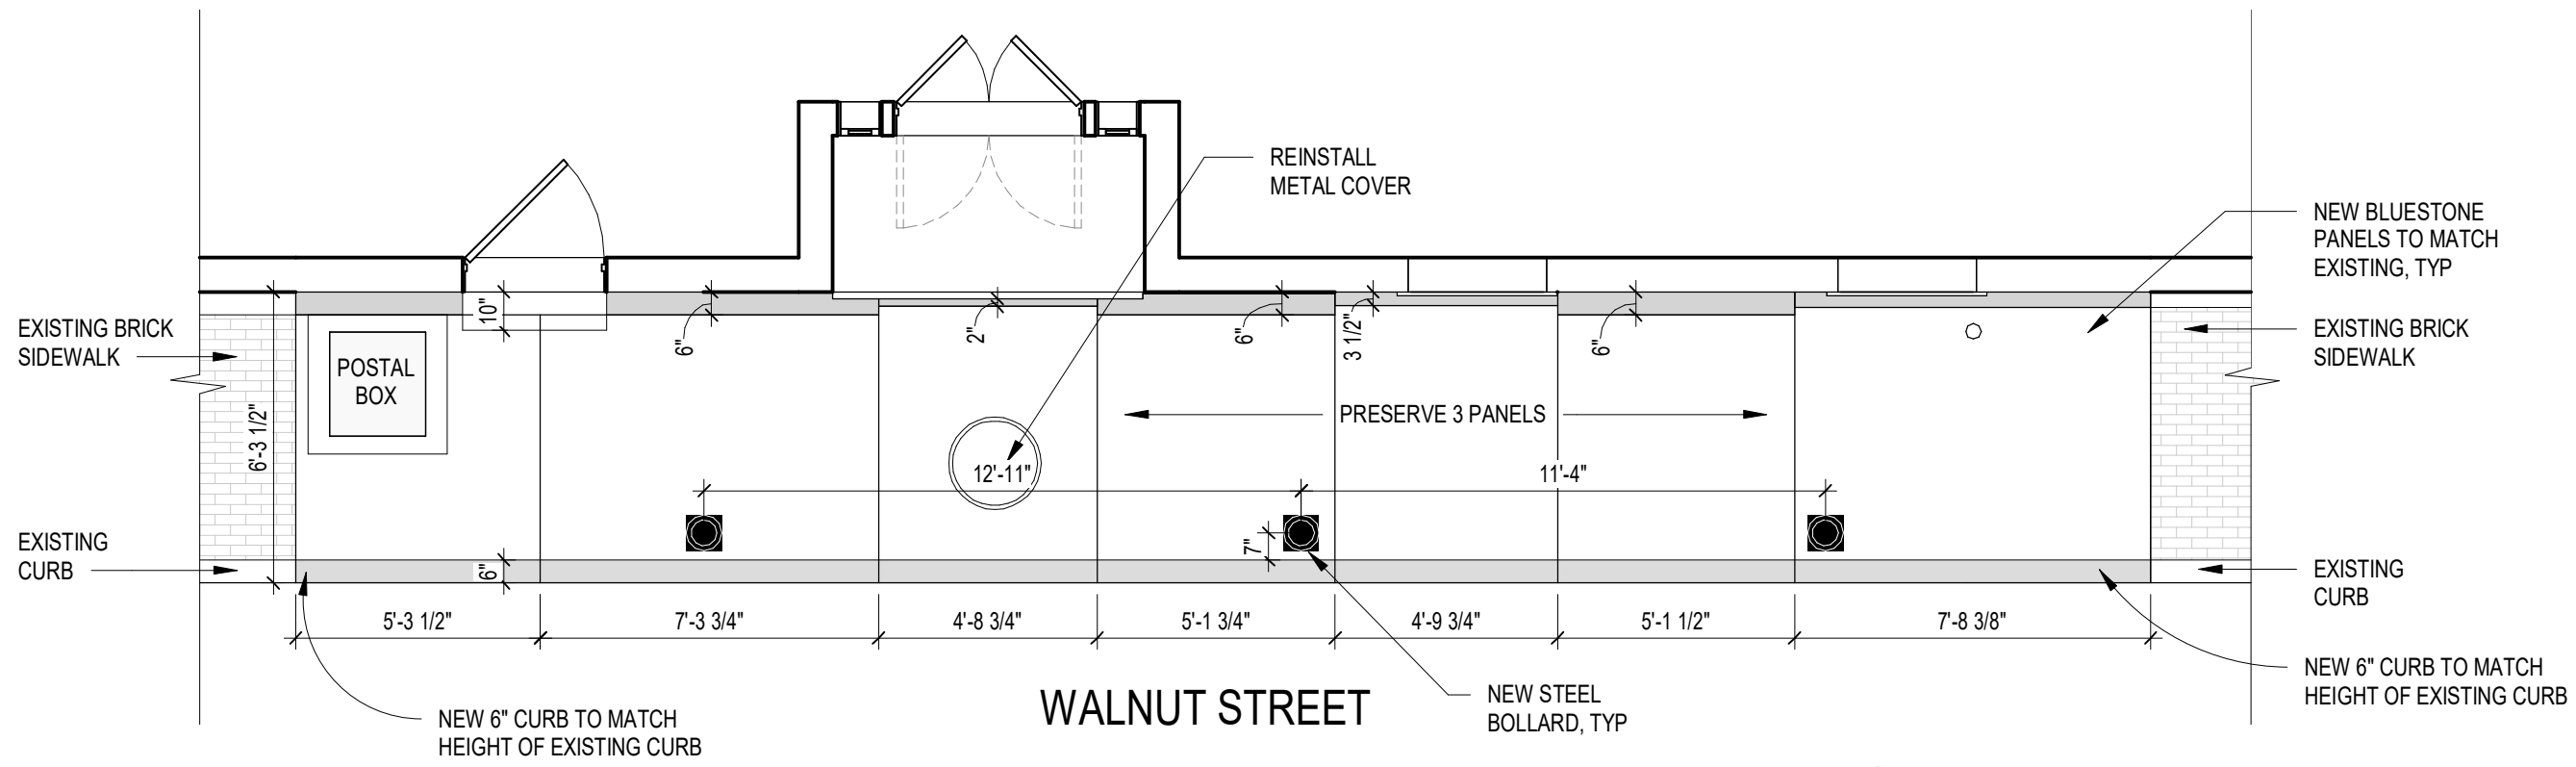 REINSTALL
METAL COVER
NEW BLUESTONE
PANELS TO MATCH
EXISTING, TYP
EXISTING BRICK
SIDEWALK
POSTAL
BOX
10"
6"
2"
6"
3 1/2"
6"
EXISTING BRICK
SIDEWALK
6'-3 1/2"
PRESERVE 3 PANELS
12'-11"
11'-4"
7"
EXISTING
CURB
6"
EXISTING
CURB
5'-3 1/2"
7'-3 3/4"
4'-8 3/4"
5'-1 3/4"
4'-9 3/4"
5'-1 1/2"
7'-8 3/8"
NEW 6" CURB TO MATCH
HEIGHT OF EXISTING CURB
WALNUT STREET
NEW STEEL
BOLLARD, TYP
NEW 6" CURB TO MATCH
HEIGHT OF EXISTING CURB